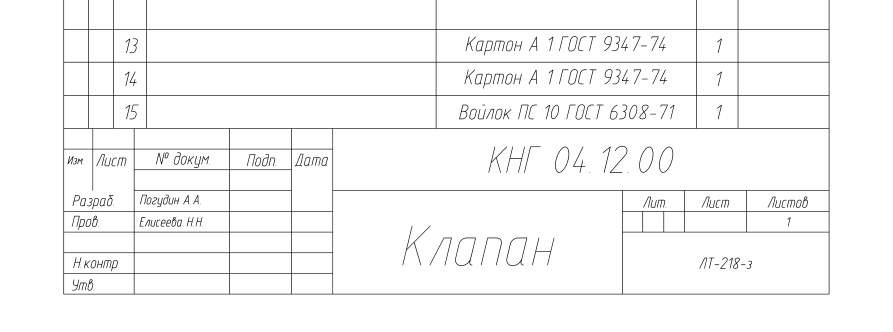 13 Картон А 1 ГОСТ 9347-74 1
14 Картон А 1 ГОСТ 9347-74 1
15 Войлок ПС 10 ГОСТ 6308-71 1
КНГ 04.12.00
Изм Лист № докум. Подп. Дата
Разраб. Погудин А.А.
Пров. Елисеева Н.Н.
Н.контр.
Утв
Клапан
Лит. Лист Листов
1
ЛТ-218-з